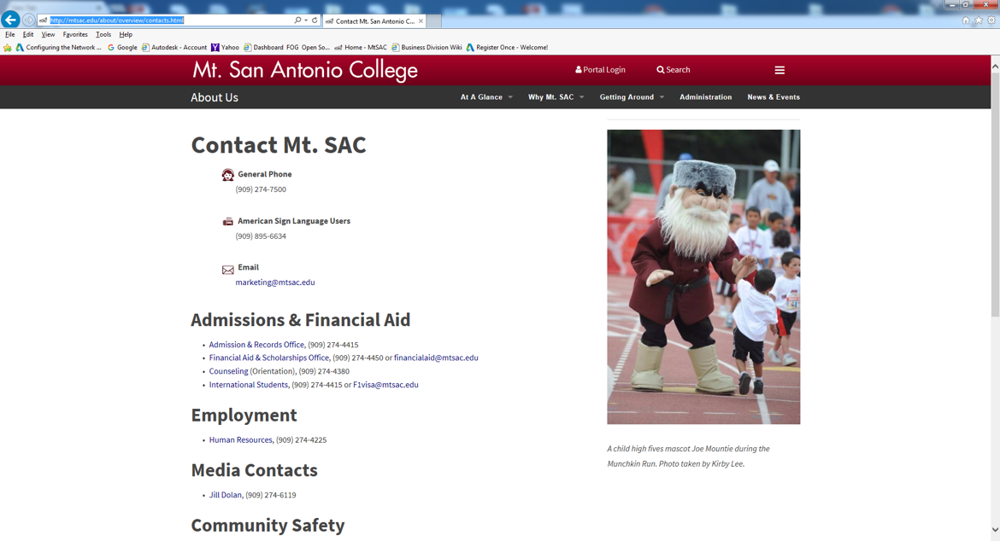 http://mtsac.edu/about/overview/contacts.html
Contact Mt. San Antonio C...
File Edit View Favorites Tools Help
Configuring the Network ... Google Autodesk - Account Yahoo Dashboard FOG Open So... Home - MtSAC Business Division Wiki Register Once - Welcome!
Mt. San Antonio College Portal Login Search
About Us At A Glance Why Mt. SAC Getting Around Administration News & Events
Contact Mt. SAC
General Phone
(909) 274-7500
American Sign Language Users
(909) 895-6634
Email
marketing@mtsac.edu
Admissions & Financial Aid
• Admission & Records Office, (909) 274-4415
• Financial Aid & Scholarships Office, (909) 274-4450 or financialaid@mtsac.edu
• Counseling (Orientation), (909) 274-4380
• International Students, (909) 274-4415 or F1visa@mtsac.edu
Employment
• Human Resources, (909) 274-4225
Media Contacts
• Jill Dolan, (909) 274-6119
Community Safety
A child high fives mascot Joe Mountie during the
Munchkin Run. Photo taken by Kirby Lee.